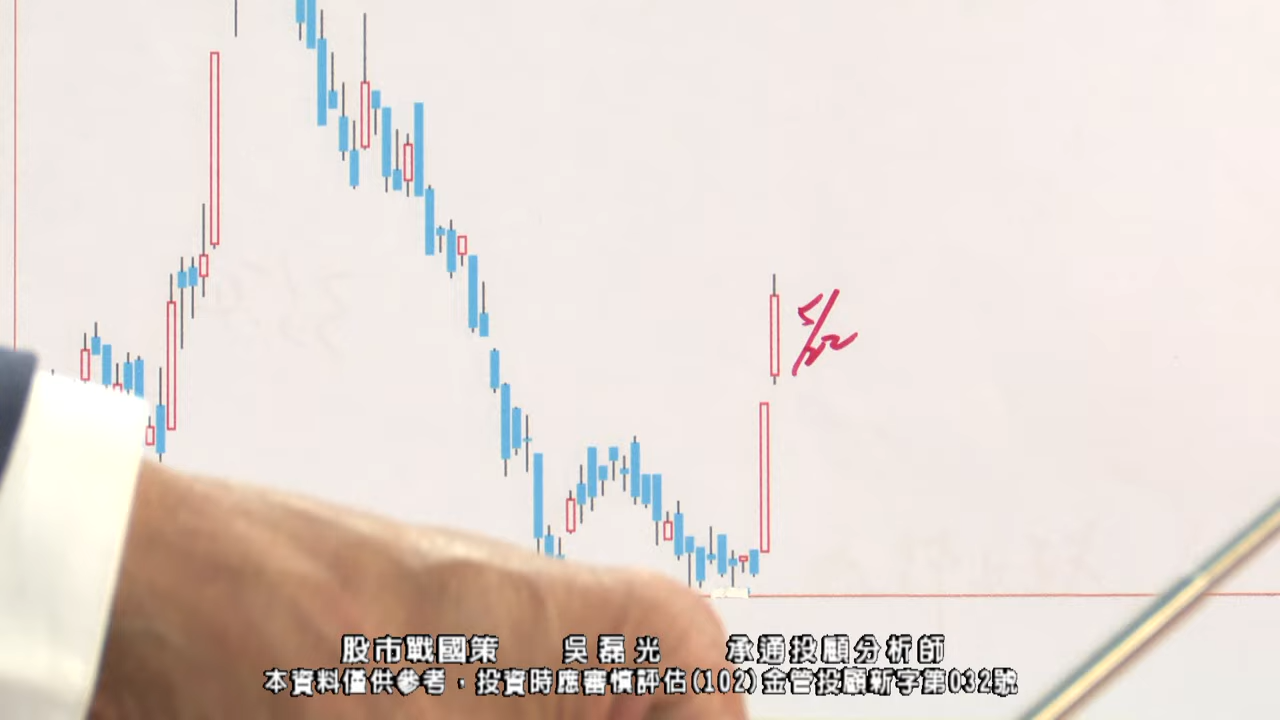 5/22
股市戰國策 吳磊光 承通投顧分析師
本資料僅供參考，投資時應審慎評估(102)金管投顧新字第032號